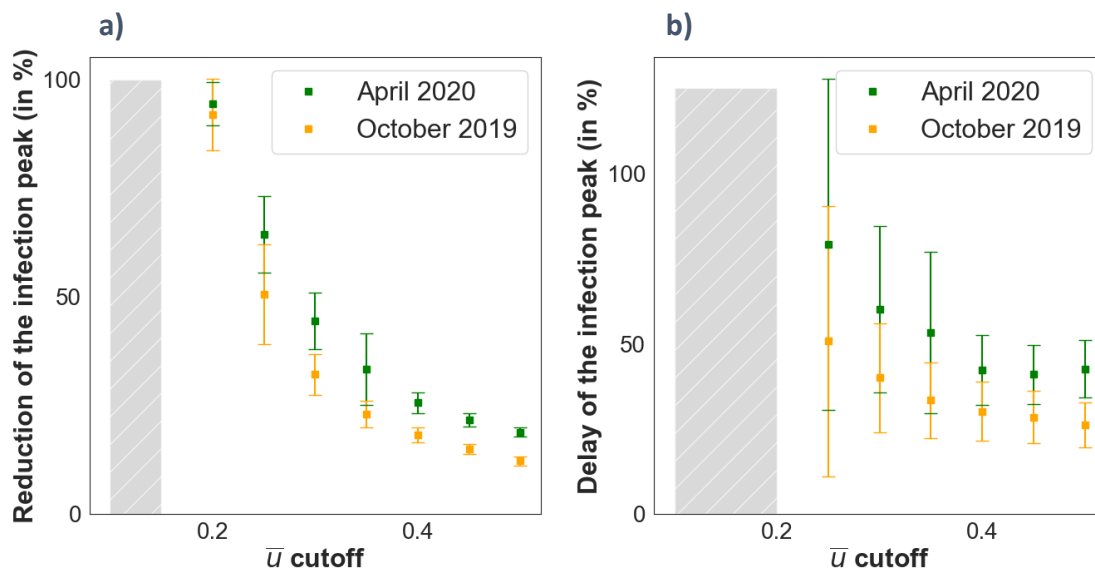 a)
Reduction of the infection peak (in %)
100
50
0
April 2020
October 2019
0.2
0.4
u̅ cutoff
b)
Delay of the infection peak (in %)
100
50
0
April 2020
October 2019
0.2
0.4
u̅ cutoff